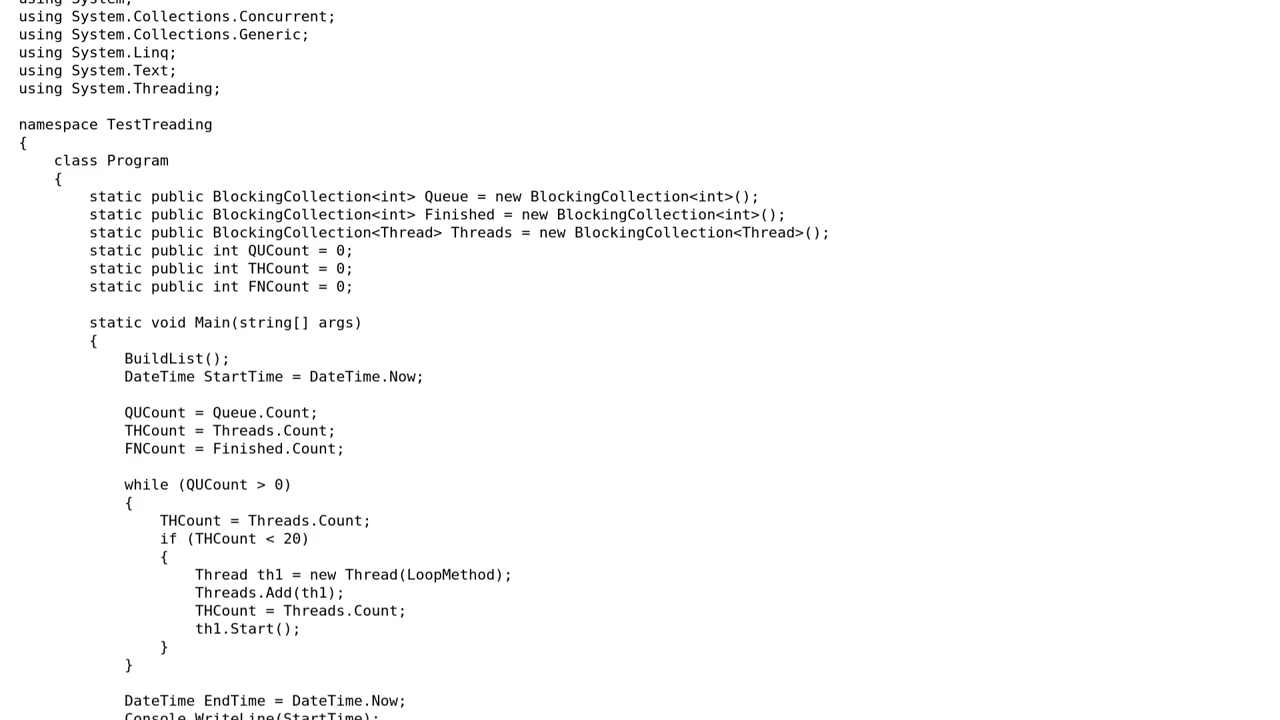 using System;
using System.Collections.Concurrent;
using System.Collections.Generic;
using System.Linq;
using System.Text;
using System.Threading;

namespace TestTreading
{
    class Program
    {
        static public BlockingCollection<int> Queue = new BlockingCollection<int>();
        static public BlockingCollection<int> Finished = new BlockingCollection<int>();
        static public BlockingCollection<Thread> Threads = new BlockingCollection<Thread>();
        static public int QUCount = 0;
        static public int THCount = 0;
        static public int FNCount = 0;

        static void Main(string[] args)
        {
            BuildList();
            DateTime StartTime = DateTime.Now;

            QUCount = Queue.Count;
            THCount = Threads.Count;
            FNCount = Finished.Count;

            while (QUCount > 0)
            {
                THCount = Threads.Count;
                if (THCount < 20)
                {
                    Thread th1 = new Thread(LoopMethod);
                    Threads.Add(th1);
                    THCount = Threads.Count;
                    th1.Start();
                }
            }

            DateTime EndTime = DateTime.Now;
            Console.WriteLine(StartTime);